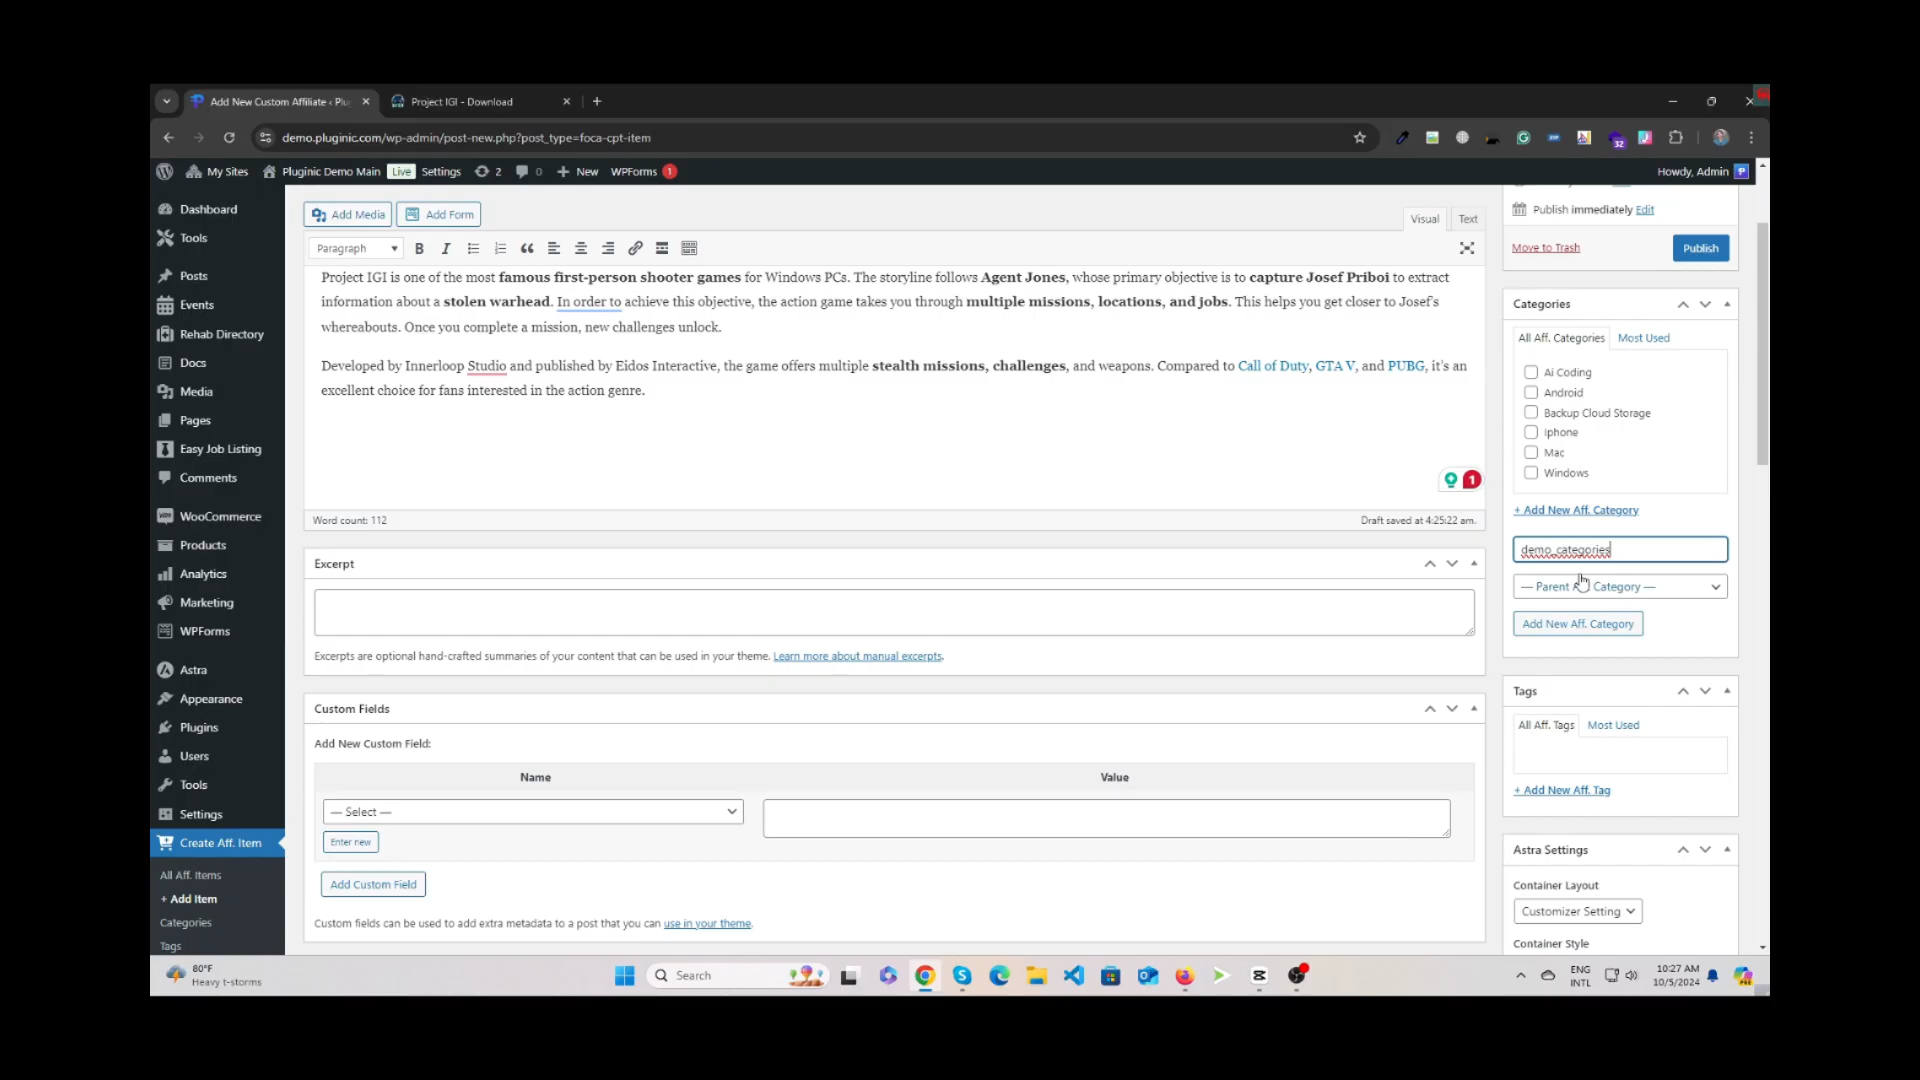 Add New Custom Affiliate ‹ Plu
Project IGI - Download
demo.pluginic.com/wp-admin/post-new.php?post_type=foca-cpt-item
32
My Sites
Pluginic Demo Main
Live
Settings
2
0
New
WPForms
1
Howdy, Admin
Dashboard
Tools
Posts
Events
Rehab Directory
Docs
Media
Pages
Easy Job Listing
Comments
WooCommerce
Products
Analytics
Marketing
WPForms
Astra
Appearance
Plugins
Users
Tools
Settings
Create Aff. Item
All Aff. Items
+ Add Item
Categories
Tags
Add Media
Add Form
Visual
Text
Paragraph
Project IGI is one of the most famous first-person shooter games for Windows PCs. The storyline follows Agent Jones, whose primary objective is to capture Josef Priboi to extract
information about a stolen warhead. In order to achieve this objective, the action game takes you through multiple missions, locations, and jobs. This helps you get closer to Josef's
whereabouts. Once you complete a mission, new challenges unlock.
Developed by Innerloop Studio and published by Eidos Interactive, the game offers multiple stealth missions, challenges, and weapons. Compared to Call of Duty, GTA V, and PUBG, it's an
excellent choice for fans interested in the action genre.
1
Word count: 112
Draft saved at 4:25:22 am.
Excerpt
Excerpts are optional hand-crafted summaries of your content that can be used in your theme. Learn more about manual excerpts.
Custom Fields
Add New Custom Field:
Name
Value
— Select —
Enter new
Add Custom Field
Custom fields can be used to add extra metadata to a post that you can use in your theme.
Publish immediately Edit
Move to Trash
Publish
Categories
All Aff. Categories
Most Used
Ai Coding
Android
Backup Cloud Storage
Iphone
Mac
Windows
+ Add New Aff. Category
demo_categories
— Parent A Category —
Add New Aff. Category
Tags
All Aff. Tags
Most Used
+ Add New Aff. Tag
Astra Settings
Container Layout
Customizer Setting
Container Style
80°F
Heavy t-storms
Search
ENG
INTL
10:27 AM
10/5/2024